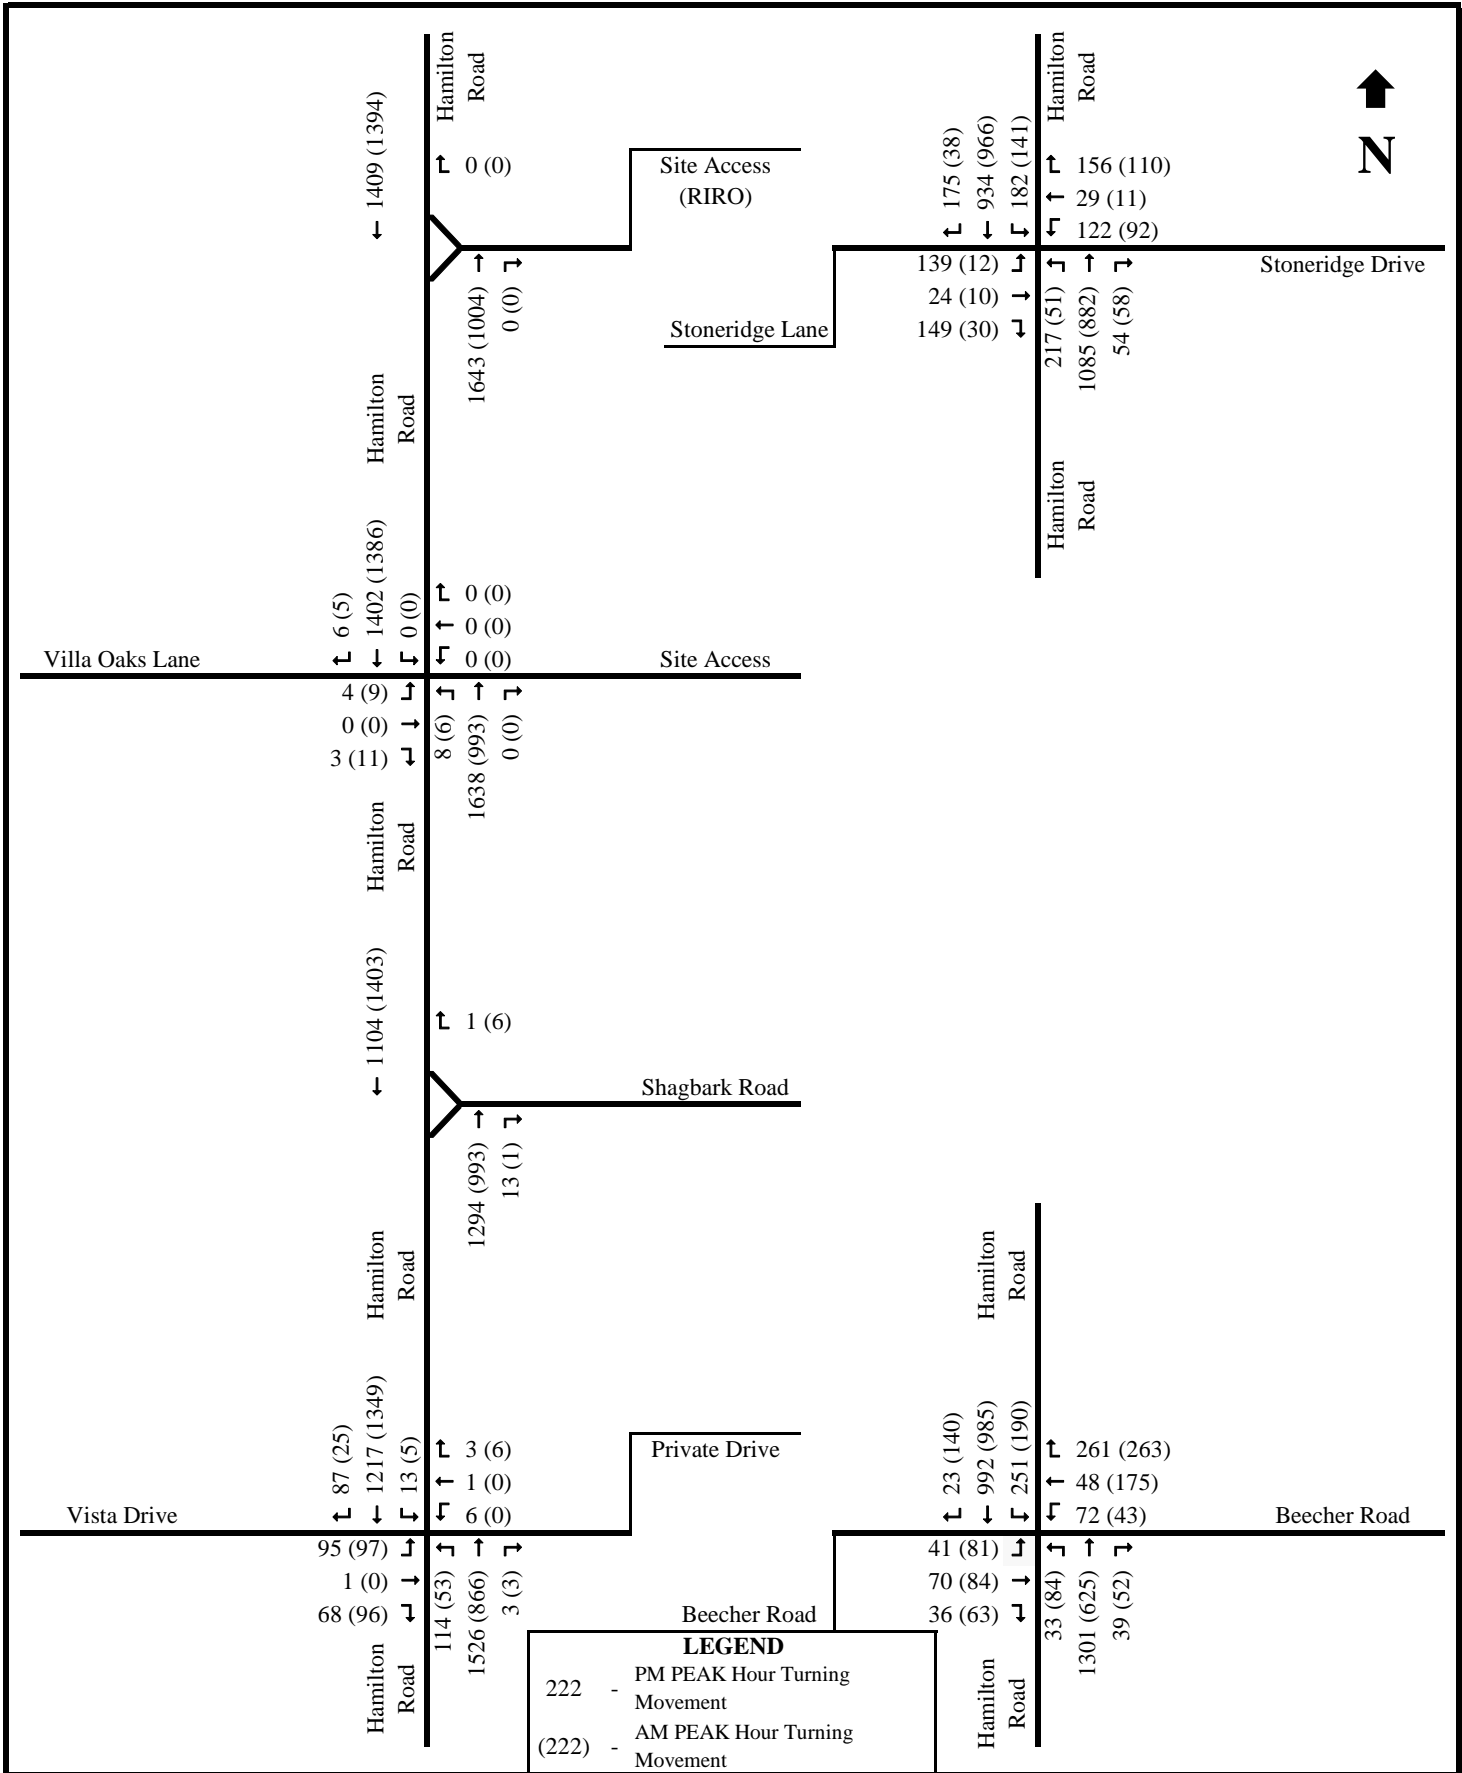 Hamilton
Road
1409 (1394)
0 (0)
Site Access
(RIRO)
1643 (1004)
0 (0)
Hamilton
Road
Hamilton
Road
N
175 (38)
934 (966)
182 (141)
156 (110)
29 (11)
122 (92)
Stoneridge Drive
139 (12)
24 (10)
149 (30)
Stoneridge Lane
217 (51)
1085 (882)
54 (58)
Hamilton
Road
6 (5)
1402 (1386)
0 (0)
0 (0)
0 (0)
0 (0)
Villa Oaks Lane
Site Access
4 (9)
0 (0)
3 (11)
8 (6)
1638 (993)
0 (0)
Hamilton
Road
1104 (1403)
1 (6)
Shagbark Road
1294 (993)
13 (1)
Hamilton
Road
87 (25)
1217 (1349)
13 (5)
3 (6)
1 (0)
6 (0)
Private Drive
Vista Drive
95 (97)
1 (0)
68 (96)
114 (53)
1526 (866)
3 (3)
Hamilton
Road
Hamilton
Road
23 (140)
992 (985)
251 (190)
261 (263)
48 (175)
72 (43)
Beecher Road
41 (81)
70 (84)
36 (63)
Beecher Road
33 (84)
1301 (625)
39 (52)
Hamilton
Road
LEGEND
222 - PM PEAK Hour Turning
Movement
(222) - AM PEAK Hour Turning
Movement